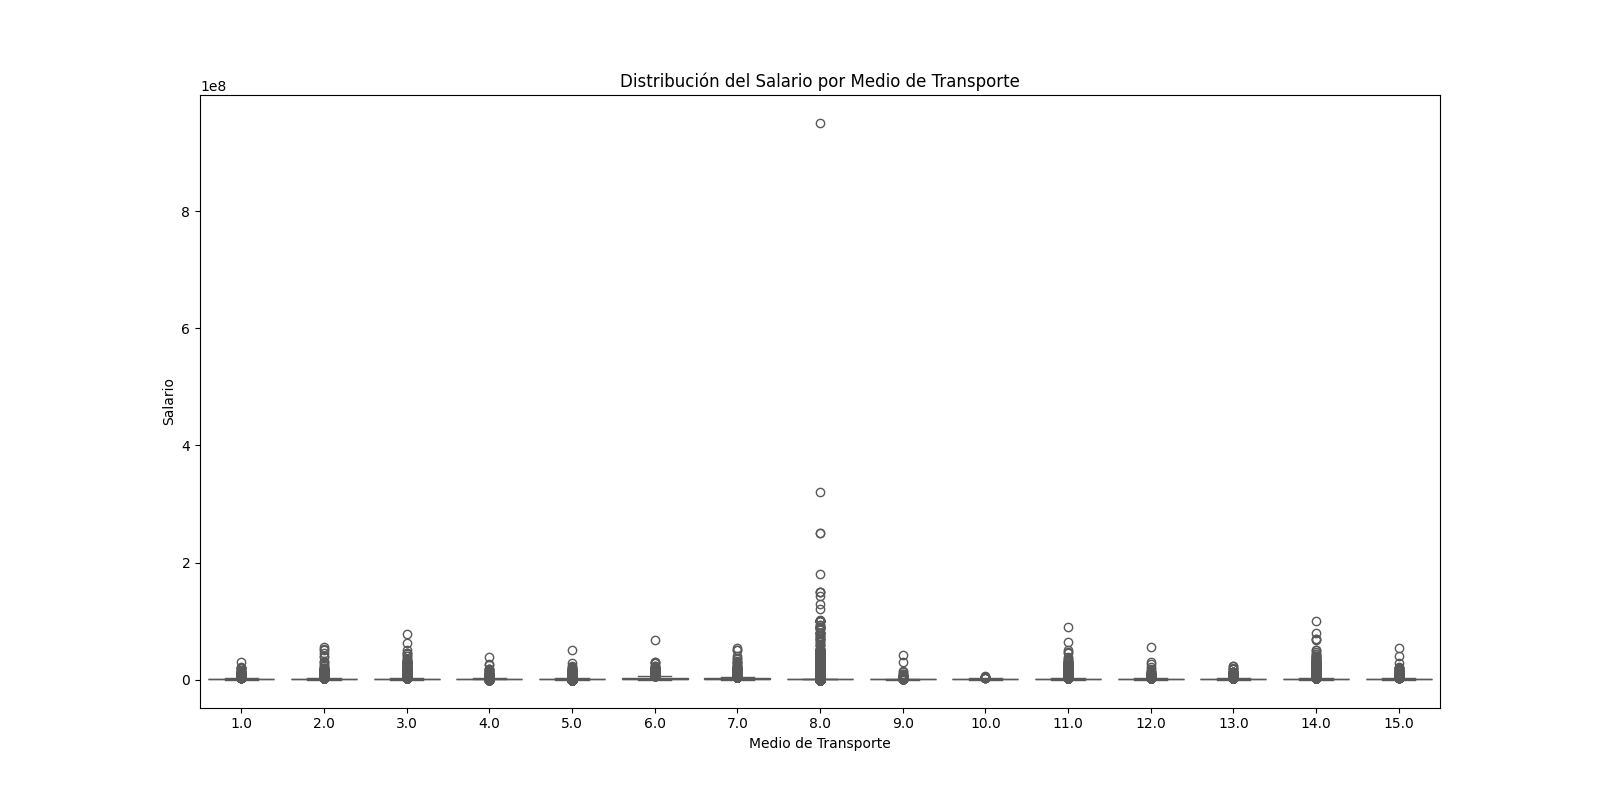 Distribución del Salario por Medio de Transporte
1e8
8
6
4
2
0
Salario
1.0 2.0 3.0 4.0 5.0 6.0 7.0 8.0 9.0 10.0 11.0 12.0 13.0 14.0 15.0
Medio de Transporte